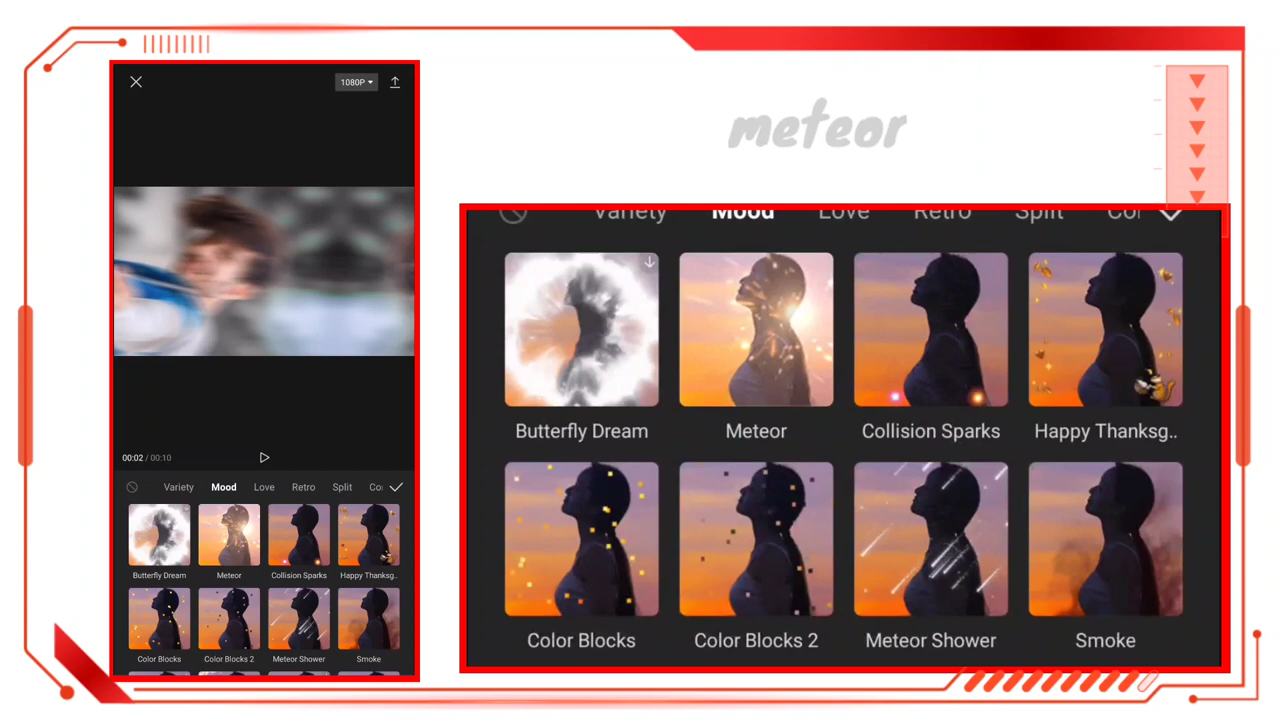 1080P
meteor
00:02 / 00:10
Variety Mood Love Retro Split
Butterfly Dream Meteor Collision Sparks Happy Thanksg..
Color Blocks Color Blocks 2 Meteor Shower Smoke
Variety Mood Love Retro Split
Butterfly Dream Meteor Collision Sparks Happy Thanksg..
Color Blocks Color Blocks 2 Meteor Shower Smoke